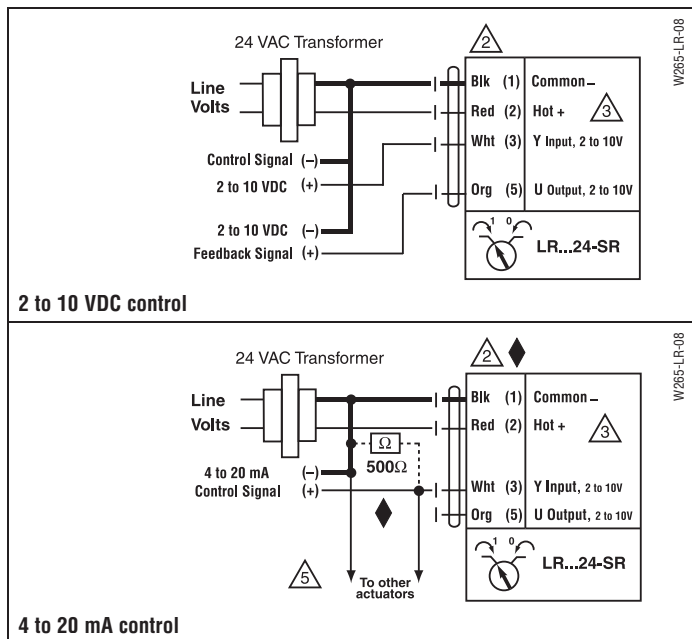 24 VAC Transformer
2
W265-LR-08
Line
Volts
Blk (1) Common –
Red (2) Hot +
3
Wht (3) Y Input, 2 to 10V
Control Signal (–)
2 to 10 VDC (+)
Org (5) U Output, 2 to 10V
2 to 10 VDC (–)
Feedback Signal (+)
1 0
LR...24-SR
2 to 10 VDC control
24 VAC Transformer
2
W265-LR-08
Line
Volts
Blk (1) Common –
Red (2) Hot +
3
Ω
500Ω
4 to 20 mA (–)
Control Signal (+)
Wht (3) Y Input, 2 to 10V
Org (5) U Output, 2 to 10V
1 0
LR...24-SR
5
To other
actuators
4 to 20 mA control